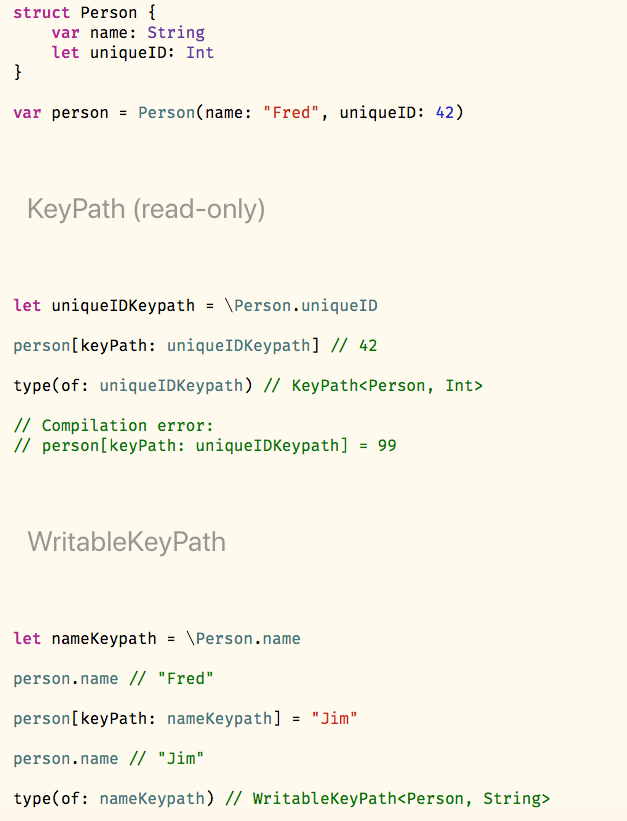 struct Person {
    var name: String
    let uniqueID: Int
}
var person = Person(name: "Fred", uniqueID: 42)
KeyPath (read-only)
let uniqueIDKeypath = \Person.uniqueID
person[keyPath: uniqueIDKeypath] // 42
type(of: uniqueIDKeypath) // KeyPath<Person, Int>
// Compilation error:
// person[keyPath: uniqueIDKeypath] = 99
WritableKeyPath
let nameKeypath = \Person.name
person.name // "Fred"
person[keyPath: nameKeypath] = "Jim"
person.name // "Jim"
type(of: nameKeypath) // WritableKeyPath<Person, String>